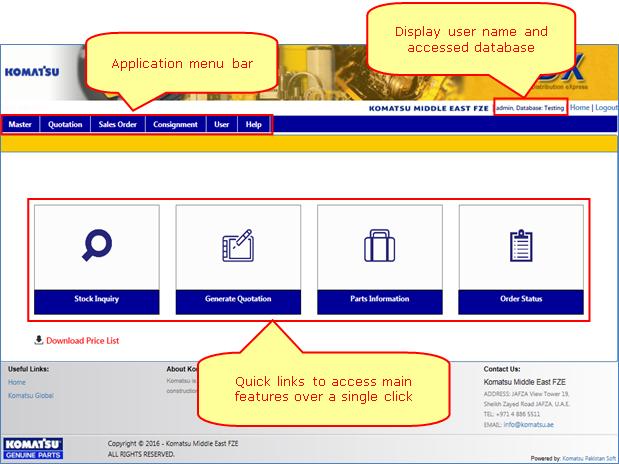 Display user name and
accessed database
Application menu bar
KOMATSU
DX
Distribution eXpress
KOMATSU MIDDLE EAST FZE | admin, Database: Testing | Home | Logout
Master Quotation Sales Order Consignment User Help
Stock Inquiry Generate Quotation Parts Information Order Status
Download Price List
Quick links to access main
features over a single click
Useful Links:
Home
Komatsu Global
About Ko
Komatsu is
construction
Contact Us:
Komatsu Middle East FZE
ADDRESS: JAFZA View Tower 19,
Sheikh Zayed Road JAFZA, U.A.E.
TEL: +971 4 886 5511
EMAIL: info@komatsu.ae
KOMATSU
GENUINE PARTS
Copyright © 2016 - Komatsu Middle East FZE
ALL RIGHTS RESERVED.
Powered by: Komatsu Pakistan Soft